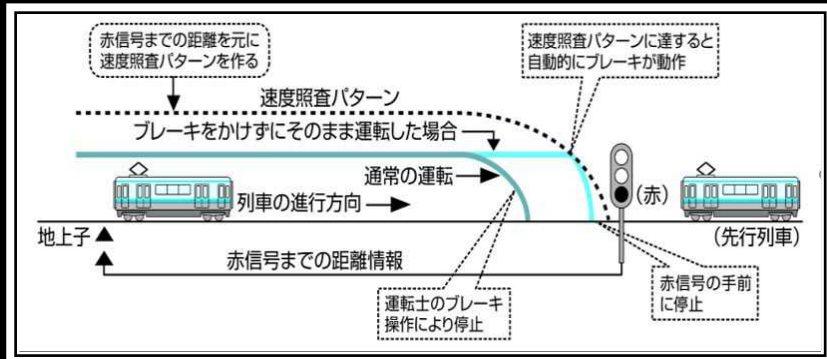 赤信号までの距離を元に
速度照査パターンを作る
速度照査パターンに達すると
自動的にブレーキが動作
速度照査パターン
ブレーキをかけずにそのまま運転した場合
通常の運転
(赤)
列車の進行方向
地上子
(先行列車)
赤信号までの距離情報
運転士のブレーキ
操作により停止
赤信号の手前
に停止